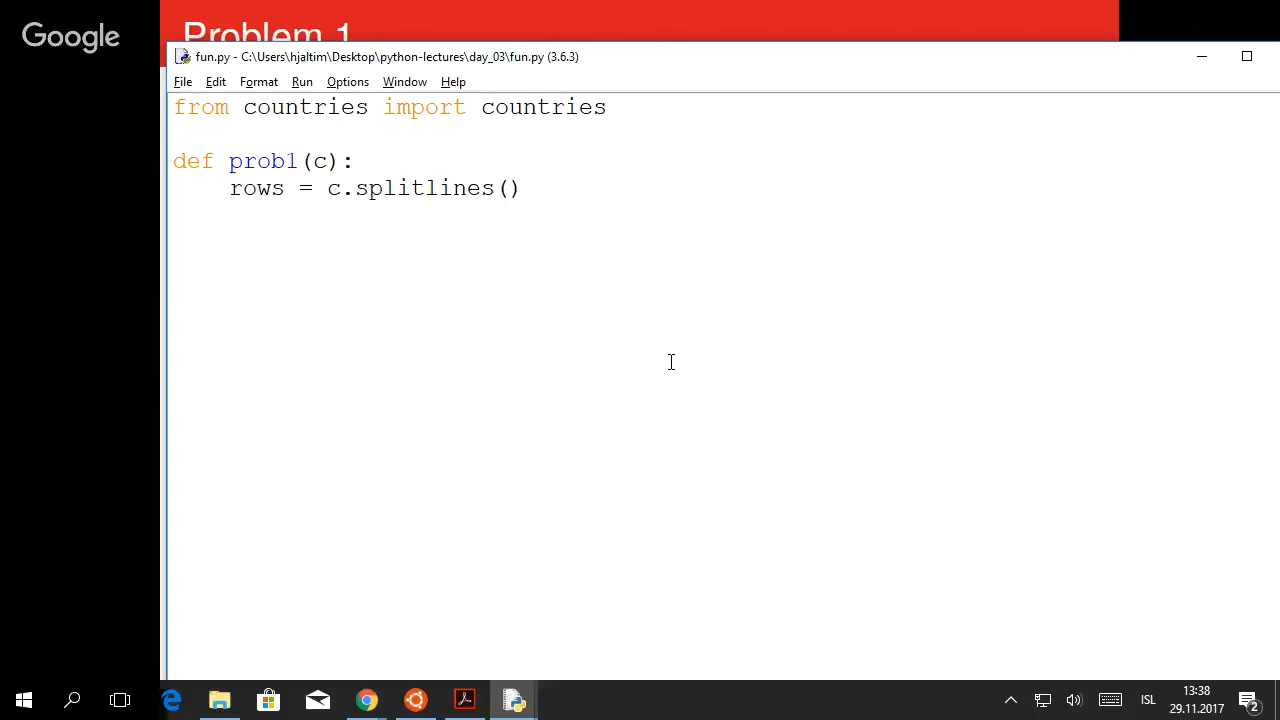 Google
Problem 1
fun.py - C:\Users\hjaltim\Desktop\python-lectures\day_03\fun.py (3.6.3)
File Edit Format Run Options Window Help
from countries import countries
def prob1(c):
    rows = c.splitlines()
ISL
13:38
29.11.2017
2